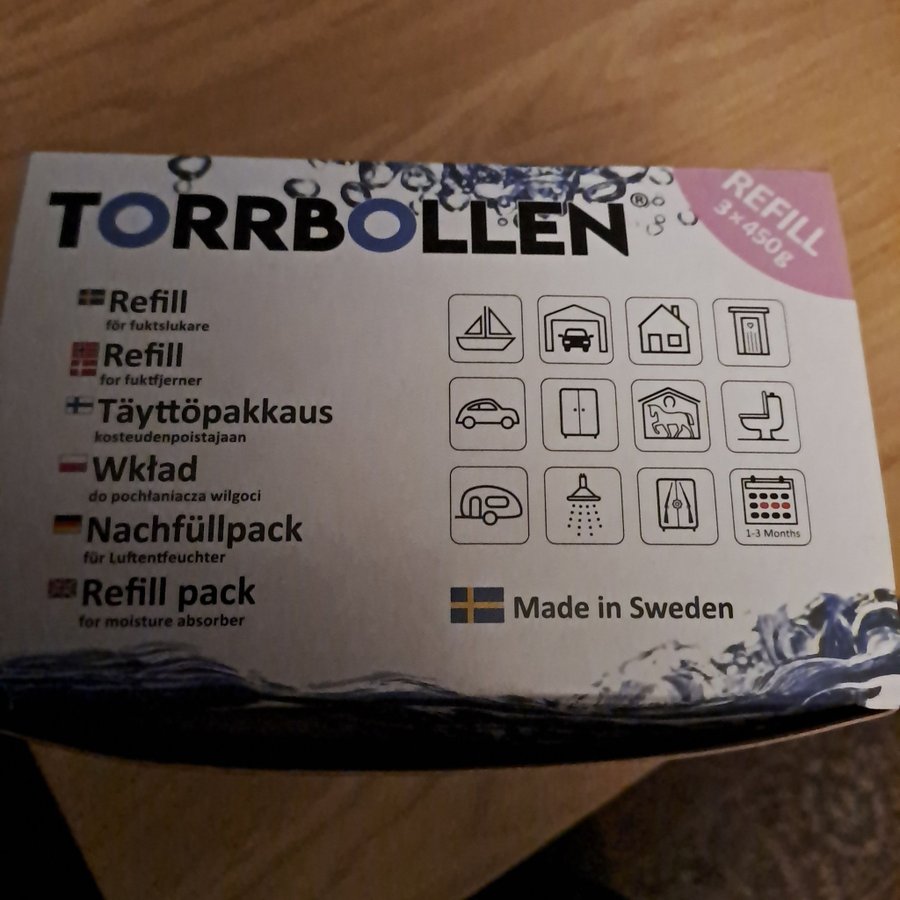 TORRBOLLEN®
REFILL
3×450g
Refill
för fuktslukare
Refill
for fuktfjerner
Täyttöpakkaus
kosteudenpoistajaan
Wkład
do pochłaniacza wilgoci
Nachfüllpack
für Luftentfeuchter
Refill pack
for moisture absorber
1-3 Months
Made in Sweden